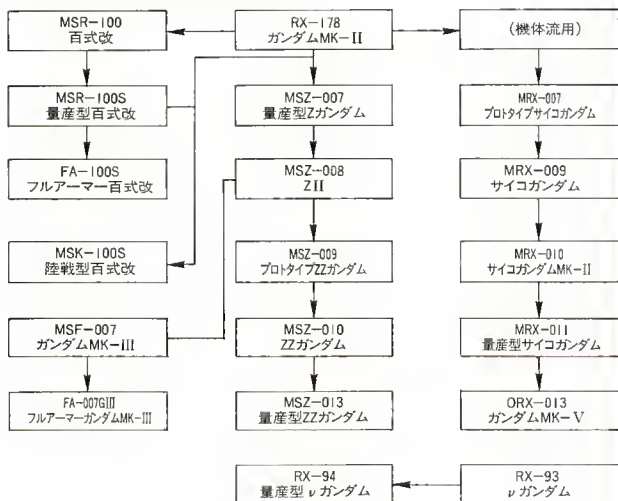 MSR-100
百式改
RX-178
ガンダムMK-II
(機体流用)
MSR-100S
量産型百式改
MSZ-007
量産型Zガンダム
MRX-007
プロトタイプサイコガンダム
FA-100S
フルアーマー百式改
MSZ-008
ZII
MRX-009
サイコガンダム
MSK-100S
陸戦型百式改
MSZ-009
プロトタイプZZガンダム
MRX-010
サイコガンダムMK-II
MSF-007
ガンダムMK-III
MSZ-010
ZZガンダム
MRX-011
量産型サイコガンダム
FA-007GIII
フルアーマーガンダムMK-III
MSZ-013
量産型ZZガンダム
ORX-013
ガンダムMK-V
RX-94
量産型νガンダム
RX-93
νガンダム